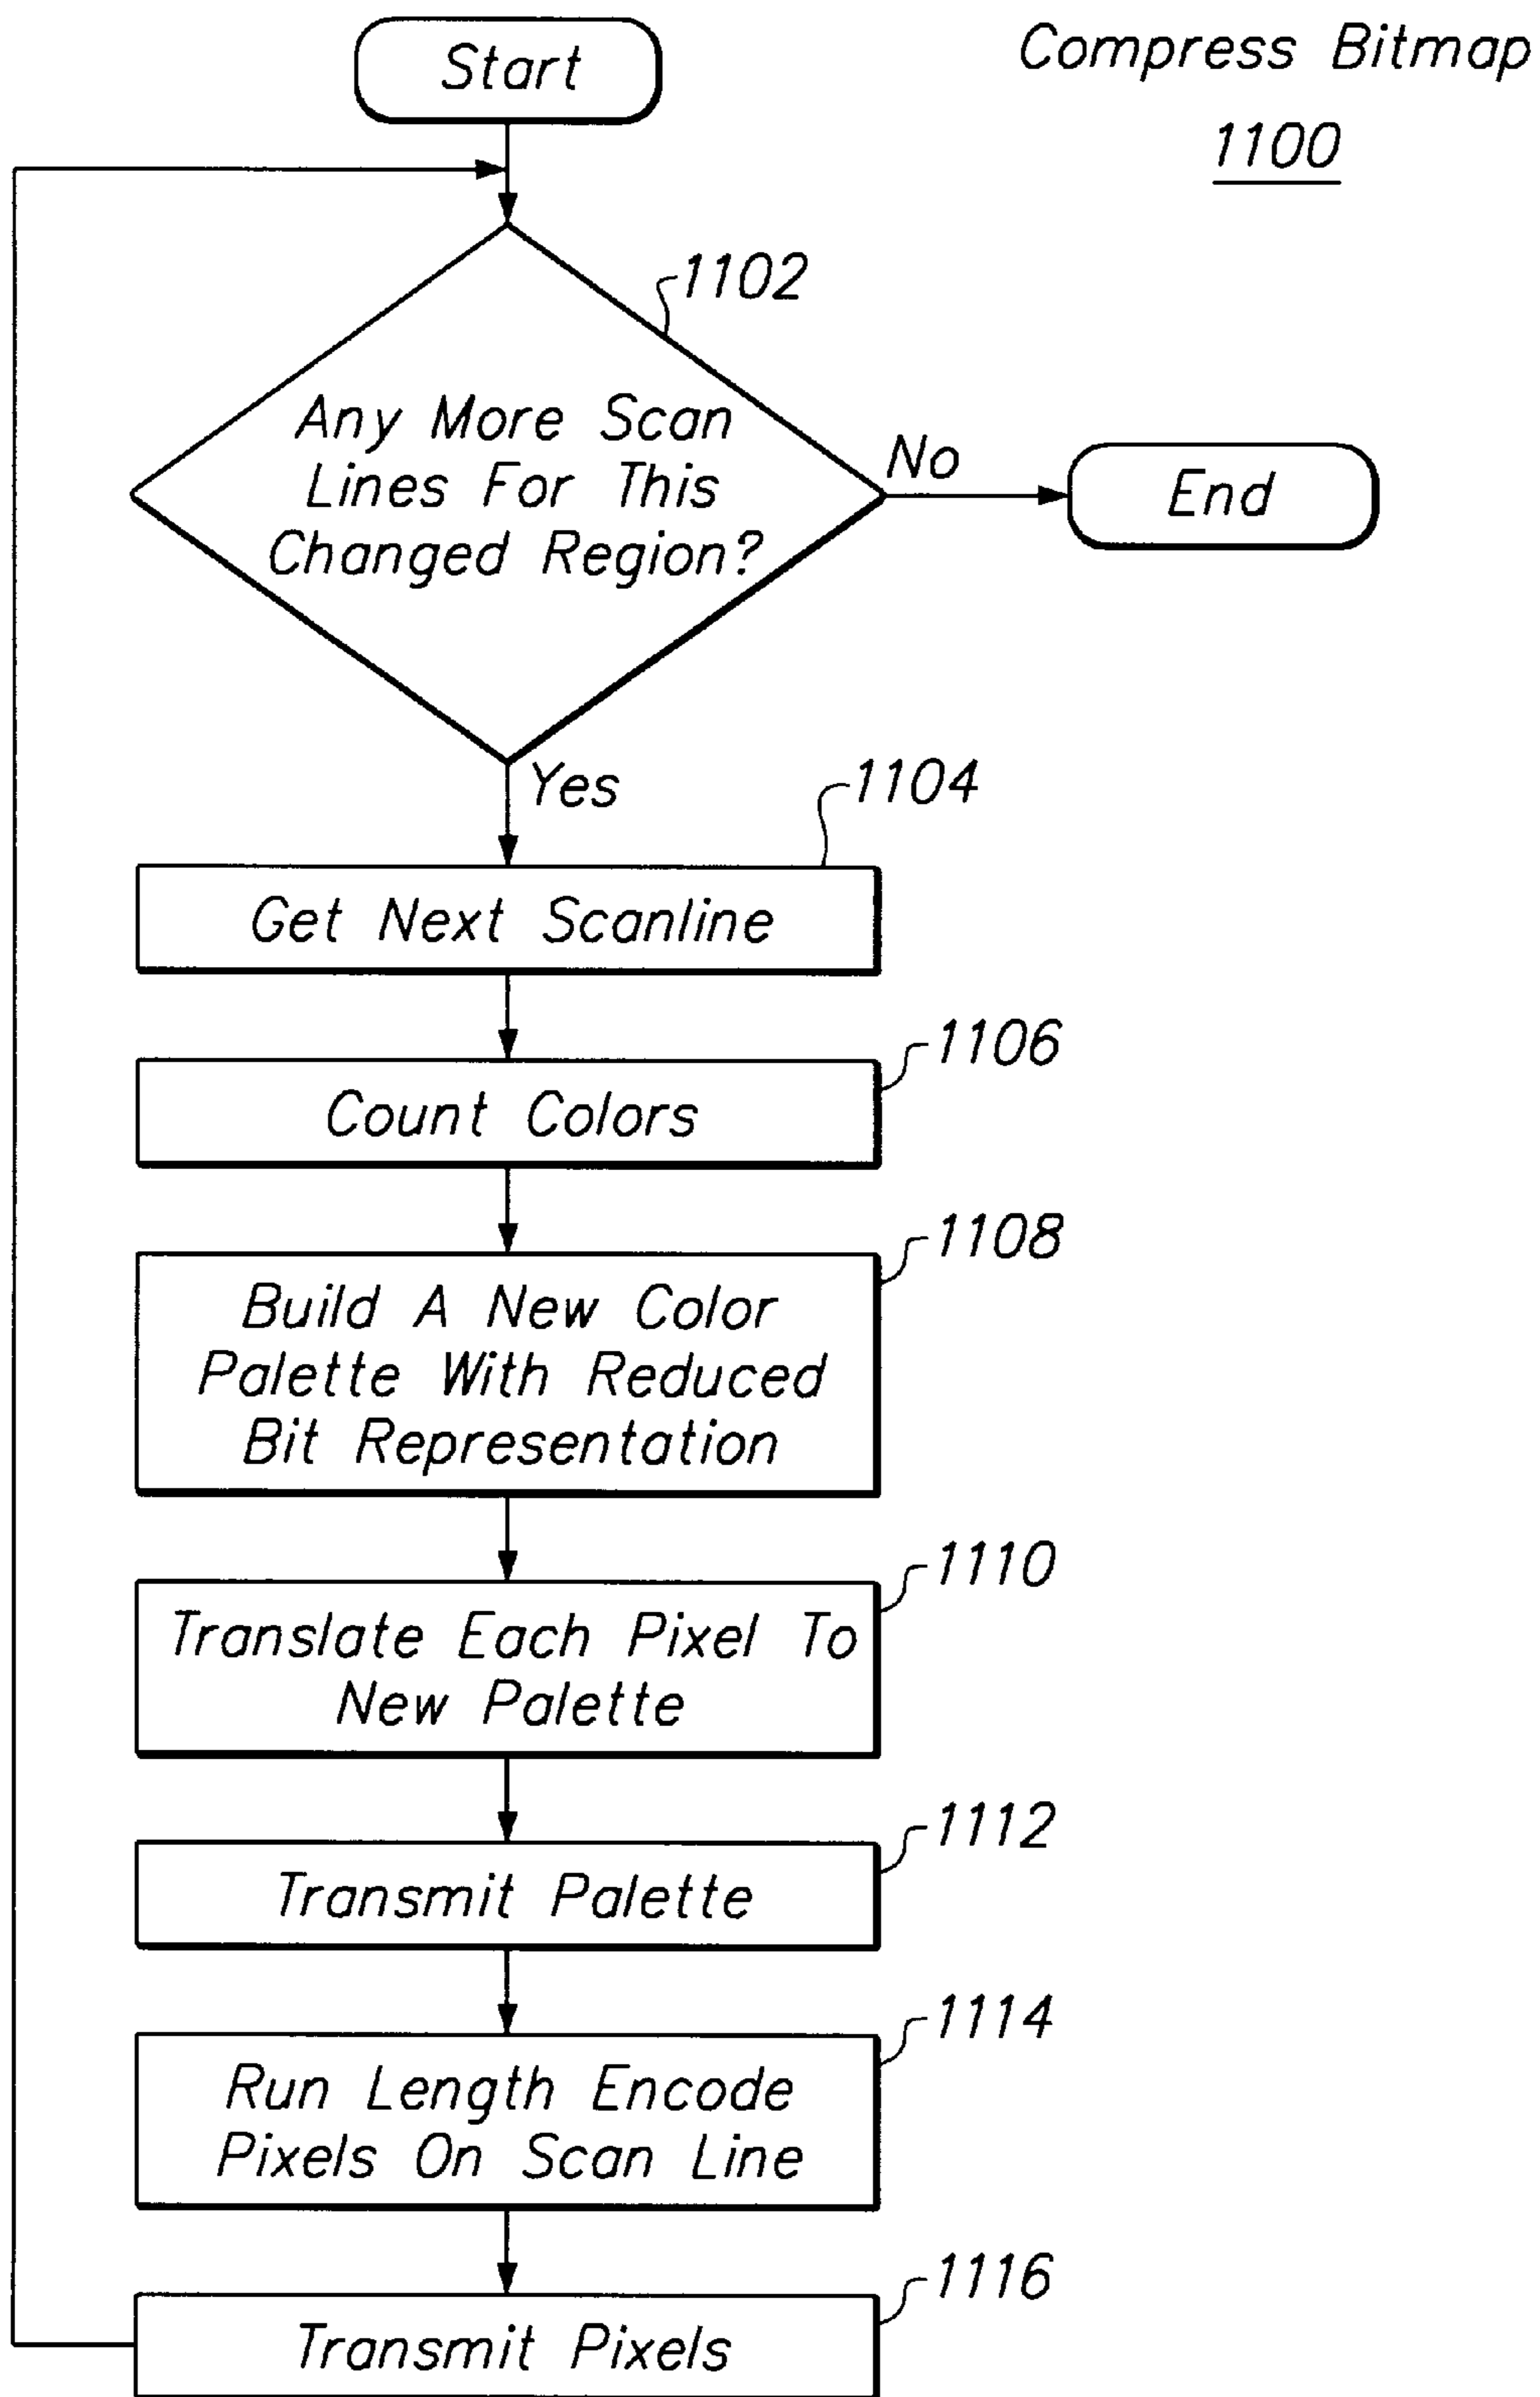 Compress Bitmap
1100
Start
1102
Any More Scan
Lines For This
Changed Region?
No
End
Yes
1104
Get Next Scanline
1106
Count Colors
1108
Build A New Color
Palette With Reduced
Bit Representation
1110
Translate Each Pixel To
New Palette
1112
Transmit Palette
1114
Run Length Encode
Pixels On Scan Line
1116
Transmit Pixels